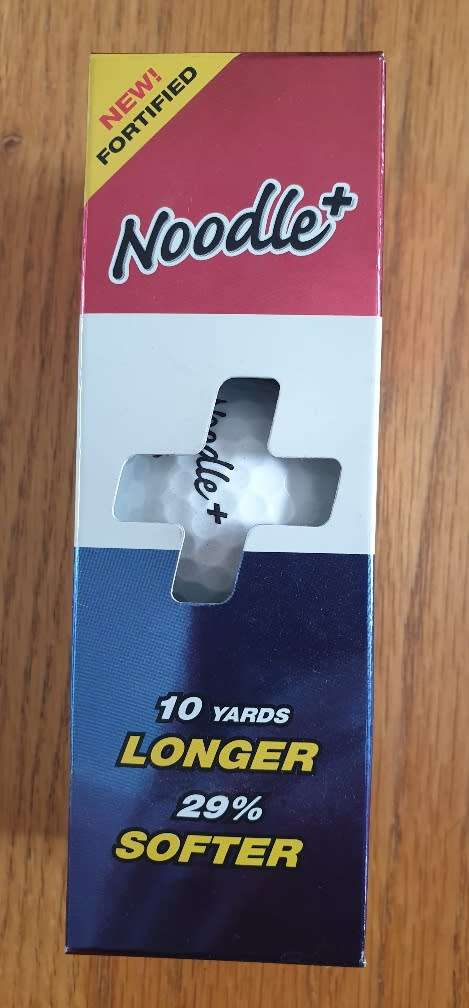 NEW!
FORTIFIED
Noodle+
Noodle+
10 YARDS
LONGER
29%
SOFTER